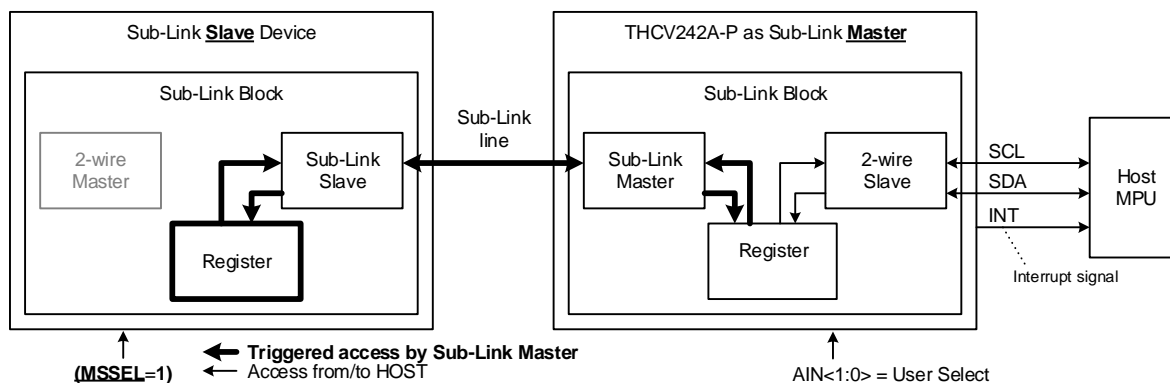 Sub-Link Slave Device
THCV242A-P as Sub-Link Master
Sub-Link Block
Sub-Link Block
2-wire
Master
Sub-Link
Slave
Register
Sub-Link
line
Sub-Link
Master
2-wire
Slave
Register
SCL
SDA
INT
Host
MPU
Interrupt signal
(MSSEL=1)
Triggered access by Sub-Link Master
Access from/to HOST
AIN<1:0> = User Select